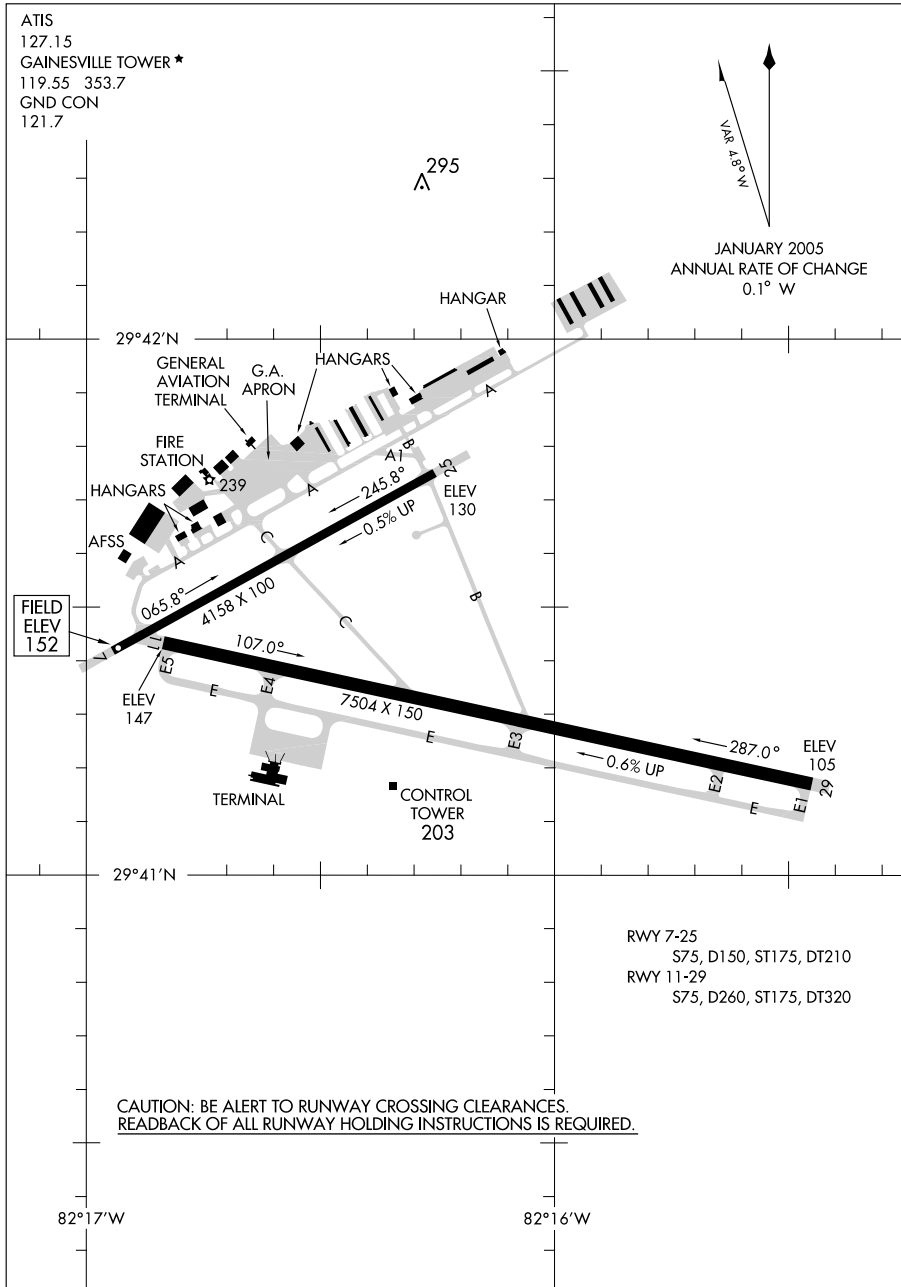 ATIS
127.15
GAINESVILLE TOWER ★
119.55 353.7
GND CON
121.7
295
VAR 4.8° W
JANUARY 2005
ANNUAL RATE OF CHANGE
0.1° W
HANGAR
29°42'N
GENERAL
AVIATION
TERMINAL
G.A.
APRON
HANGARS
A
B
A1
FIRE
STATION
239
A
25
245.8°
ELEV
130
HANGARS
0.5% UP
AFSS
A
C
065.8°
4158 X 100
B
FIELD
ELEV
152
C
7
11
107.0°
E5
E4
E
ELEV
147
7504 X 150
E
E3
287.0°
ELEV
105
0.6% UP
E2
29
E1
E
TERMINAL
CONTROL
TOWER
203
29°41'N
RWY 7-25
S75, D150, ST175, DT210
RWY 11-29
S75, D260, ST175, DT320
CAUTION: BE ALERT TO RUNWAY CROSSING CLEARANCES.
READBACK OF ALL RUNWAY HOLDING INSTRUCTIONS IS REQUIRED.
82°17'W
82°16'W